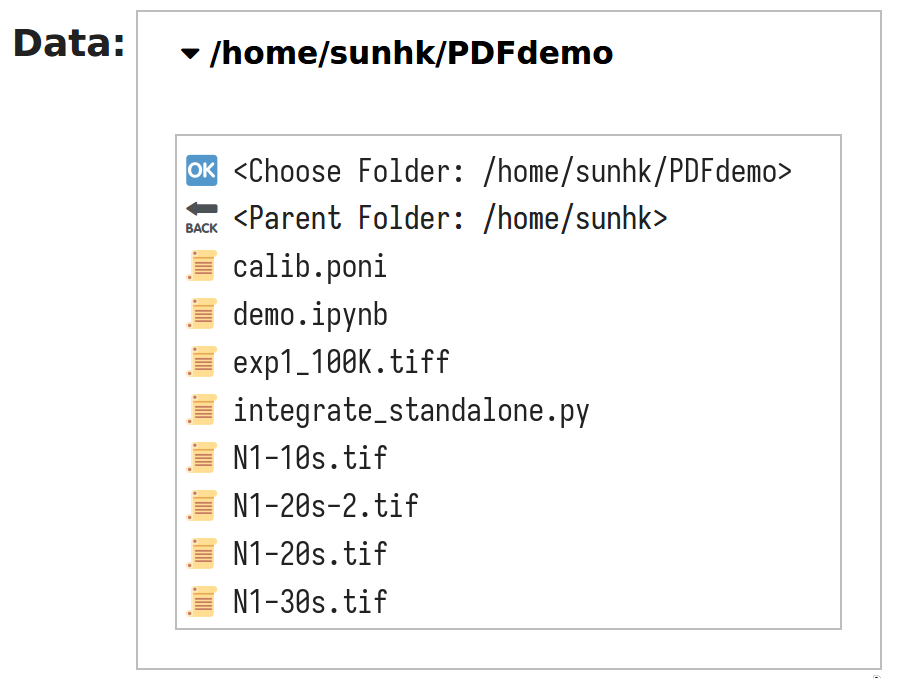 Data:
/home/sunhk/PDFdemo
OK <Choose Folder: /home/sunhk/PDFdemo>
BACK <Parent Folder: /home/sunhk>
calib.poni
demo.ipynb
exp1_100K.tiff
integrate_standalone.py
N1-10s.tif
N1-20s-2.tif
N1-20s.tif
N1-30s.tif